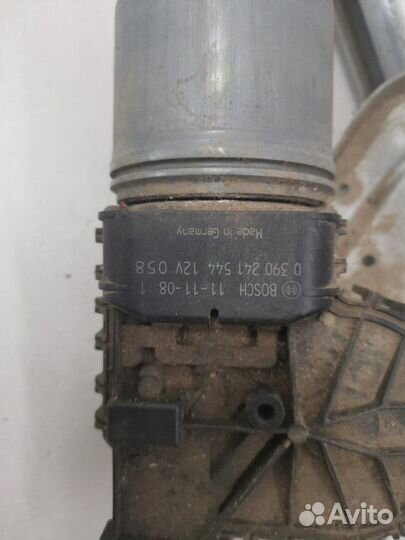 BOSCH 11-11-08 1
0 390 241 544 12V 058
Made in Germany
Avito